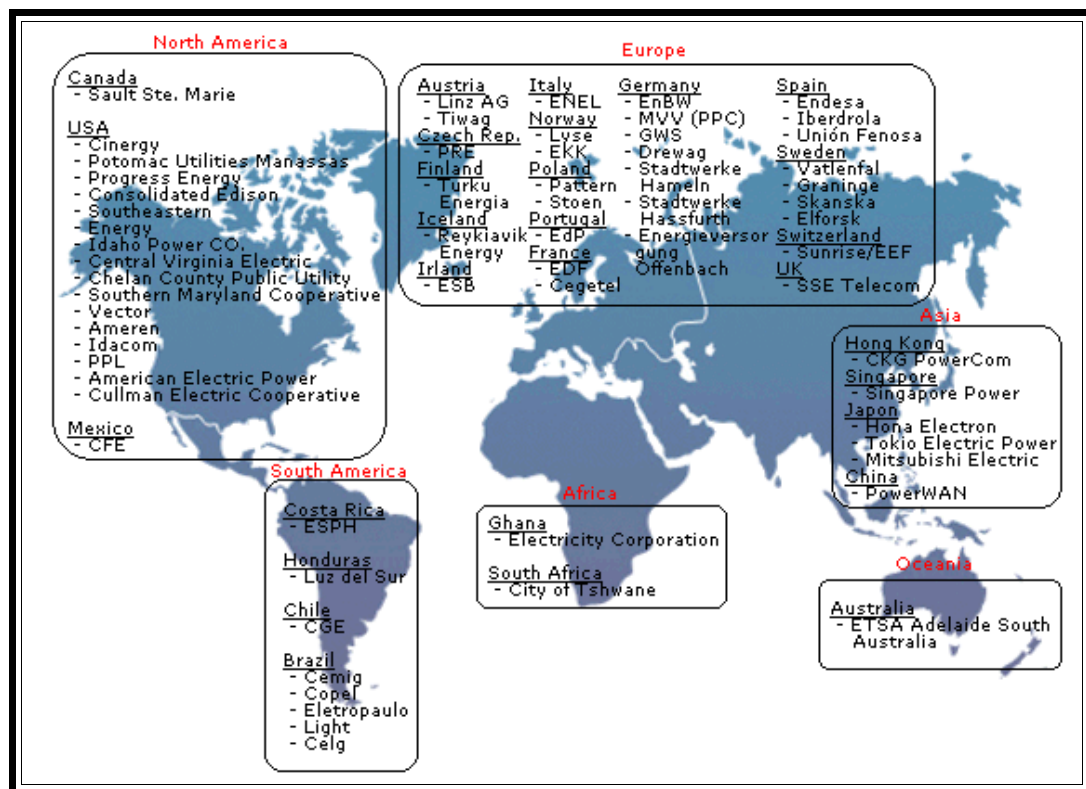 North America
Canada
- Sault Ste. Marie
USA
- Cinergy
- Potomac Utilities Manassas
- Progress Energy
- Consolidated Edison
- Southeastern
- Energy
- Idaho Power CO.
- Central Virginia Electric
- Chelan County Public Utility
- Southern Maryland Cooperative
- Vector
- Ameren
- Idacom
- PPL
- American Electric Power
- Cullman Electric Cooperative
Mexico
- CFE
Europe
Austria
- Linz AG
- Tiwag
Czech Rep.
- PRE
Finland
- Turku
Energia
Iceland
- Reykiavik
Energy
Irland
- ESB
Italy
- ENEL
Norway
- Lyse
- EKK
Poland
- Pattern
- Stoen
Portugal
- EdP
France
- EDF
- Cegetel
Germany
- EnBW
- MVV (PPC)
- GWS
- Drewag
- Stadtwerke
Hameln
- Stadtwerke
Hassfurth
- Energieversor
gung
Offenbach
Spain
- Endesa
- Iberdrola
- Unión Fenosa
Sweden
- Vatlenfal
- Graninge
- Skanska
- Elforsk
Switzerland
- Sunrise/EEF
UK
- SSE Telecom
Asia
Hong Kong
- CKG PowerCom
Singapore
- Singapore Power
Japon
- Hona Electron
- Tokio Electric Power
- Mitsubishi Electric
China
- PowerWAN
South America
Costa Rica
- ESPH
Honduras
- Luz del Sur
Chile
- CGE
Brazil
- Cemig
- Copel
- Eletropaulo
- Light
- Celg
Africa
Ghana
- Electricity Corporation
South Africa
- City of Tshwane
Oceania
Australia
- ETSA Adelaide South
Australia